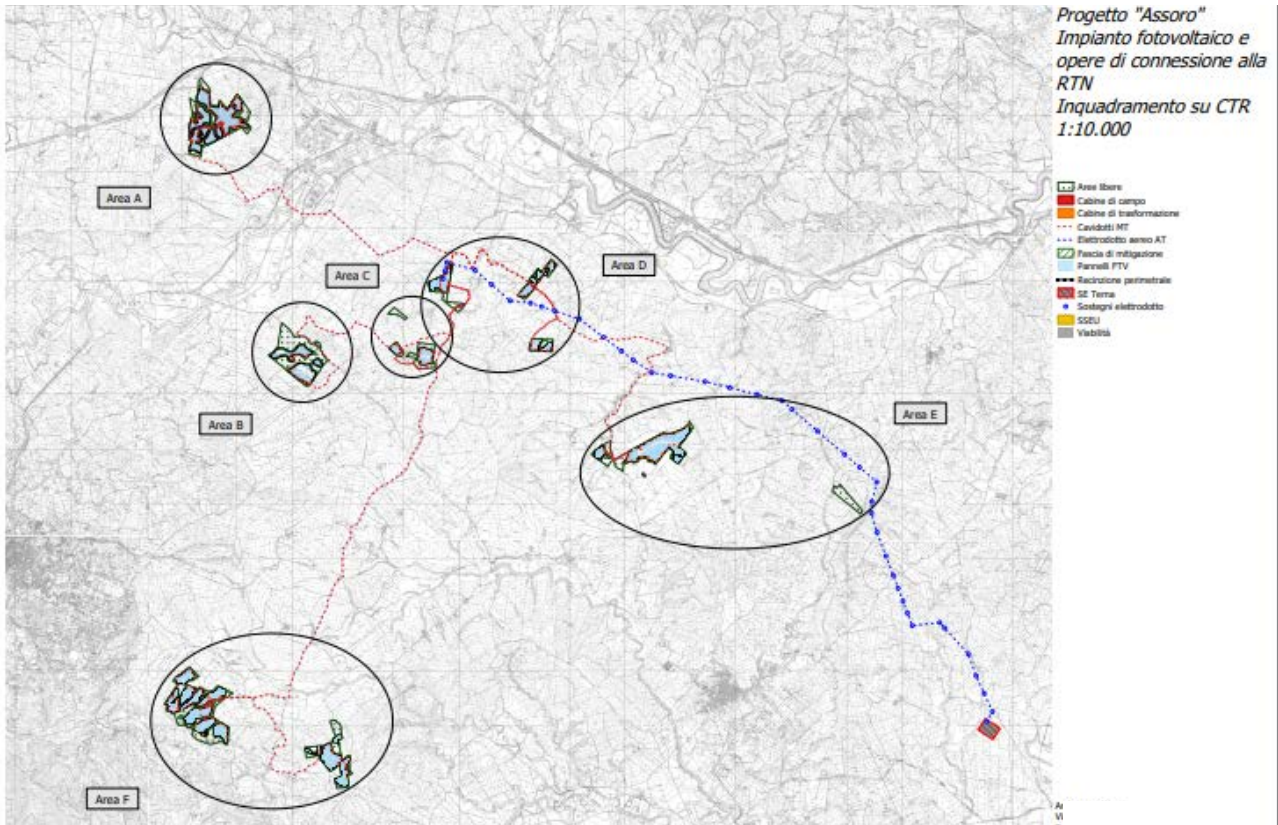 Progetto "Assoro"
Impianto fotovoltaico e
opere di connessione alla
RTN
Inquadramento su CTR
1:10.000
Aree libere
Cabine di campo
Cabine di trasformazione
Cavidotti MT
Elettrodotto aereo AT
Fascia di mitigazione
Pannelli FTV
Recinzione perimetrale
SE Terna
Sostegni elettrodotto
SSEU
Viabilità
Area A
Area C
Area D
Area B
Area E
Area F